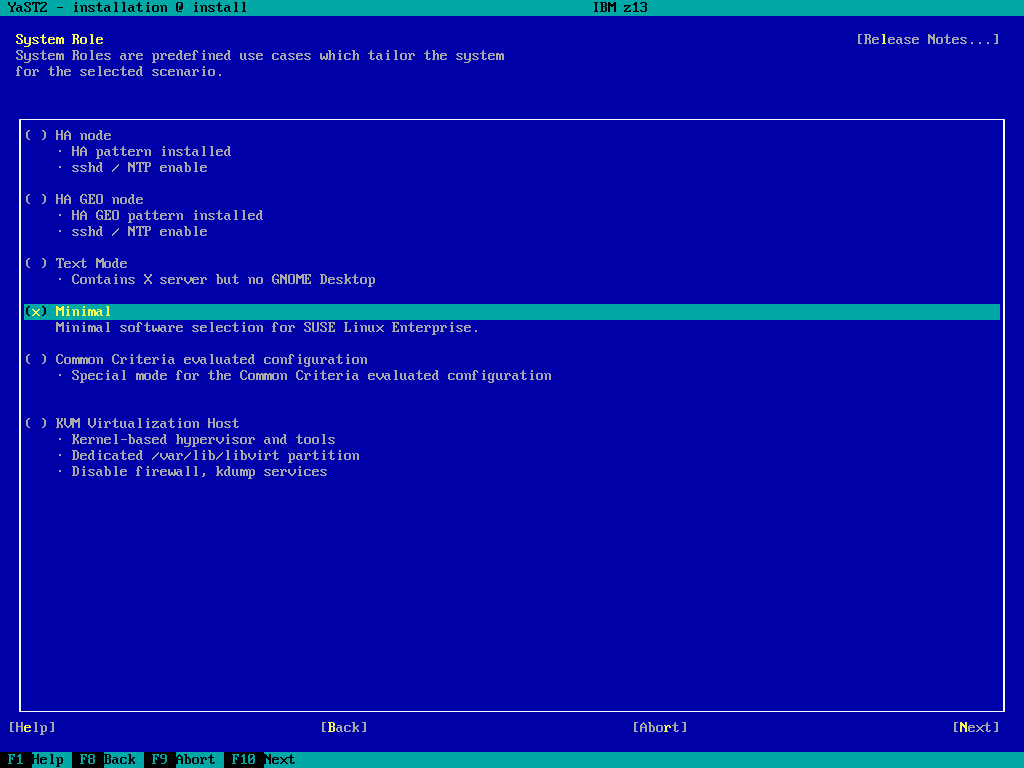 YaST2 - installation @ install IBM z13
System Role [Release Notes...]
System Roles are predefined use cases which tailor the system
for the selected scenario.
( ) HA node
· HA pattern installed
· sshd / NTP enable
( ) HA GEO node
· HA GEO pattern installed
· sshd / NTP enable
( ) Text Mode
· Contains X server but no GNOME Desktop
(x) Minimal
Minimal software selection for SUSE Linux Enterprise.
( ) Common Criteria evaluated configuration
· Special mode for the Common Criteria evaluated configuration
( ) KVM Virtualization Host
· Kernel-based hypervisor and tools
· Dedicated /var/lib/libvirt partition
· Disable firewall, kdump services
[Help] [Back] [Abort] [Next]
F1 Help F8 Back F9 Abort F10 Next